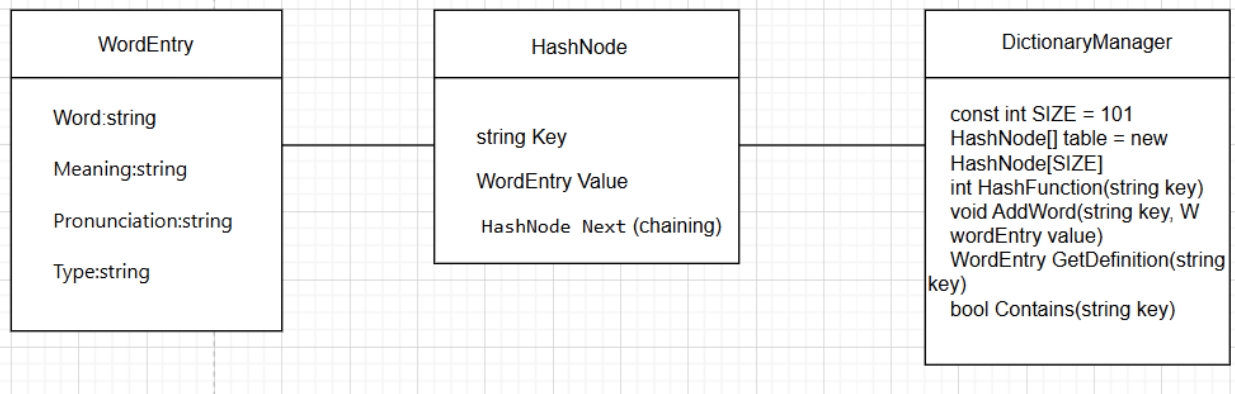 WordEntry
Word:string
Meaning:string
Pronunciation:string
Type:string
HashNode
string Key
WordEntry Value
HashNode Next (chaining)
DictionaryManager
const int SIZE = 101
HashNode[] table = new
HashNode[SIZE]
int HashFunction(string key)
void AddWord(string key, W
wordEntry value)
WordEntry GetDefinition(string
key)
bool Contains(string key)